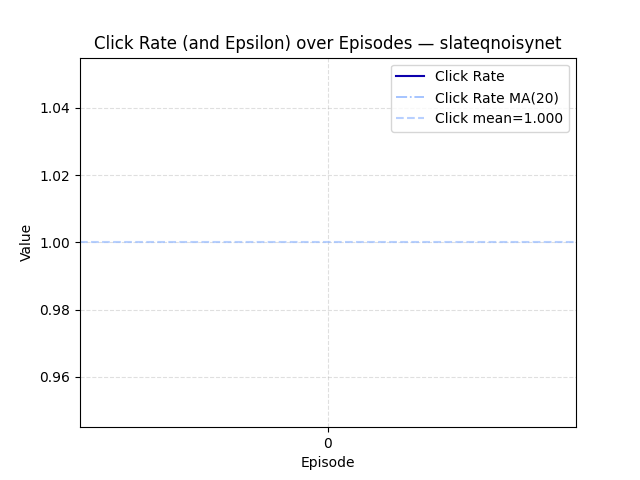 Click Rate (and Epsilon) over Episodes — slateqnoisynet
Click Rate
Click Rate MA(20)
Click mean=1.000
1.04
1.02
1.00
0.98
0.96
Value
0
Episode